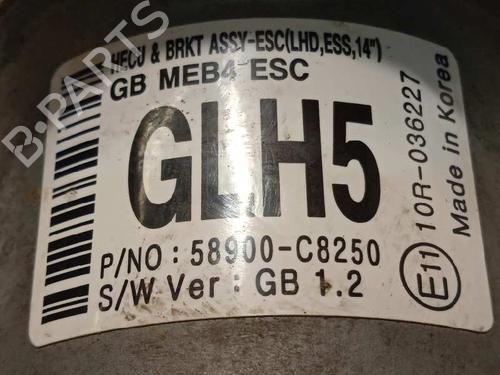 HECU & BRKT ASSY-ESC(LHD,ESS,14")
GB MEB4-ESC
GLH5
P/NO : 58900-C8250
S/W Ver : GB 1.2
E11
10R-036227
Made in Korea
B-PARTS